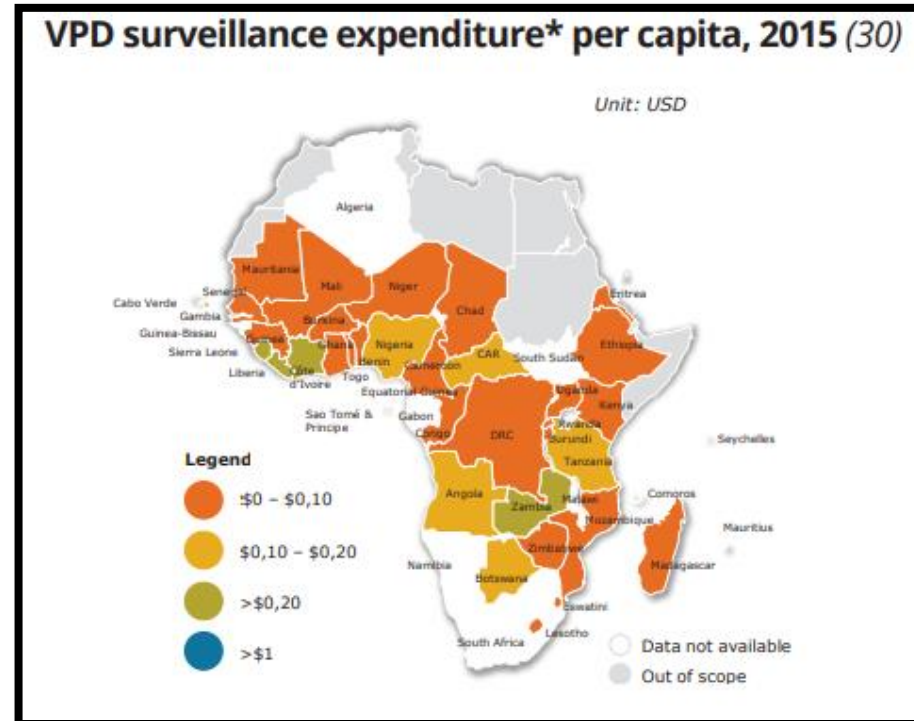 VPD surveillance expenditure* per capita, 2015 (30)
Unit: USD
Algeria
Mauritania
Mali
Niger
Chad
Eritrea
Senegal
Cabo Verde
Gambia
Burkina
Guinea-Bissau
Guinea
Ghana
Nigeria
Ethiopia
Sierra Leone
Benin
Cameroon
CAR
South Sudan
Liberia
Côte
d'Ivoire
Togo
Equatorial Guinea
Uganda
Kenya
Sao Tomé &
Principe
Gabon
Rwanda
Congo
DRC
Burundi
Seychelles
Tanzania
Legend
:$0 – $0,10
Angola
Malawi
Comoros
Zambia
Mozambique
Mauritius
$0,10 – $0,20
Zimbabwe
Madagascar
Namibia
Botswana
>$0,20
Eswatini
South Africa
Lesotho
>$1
Data not available
Out of scope